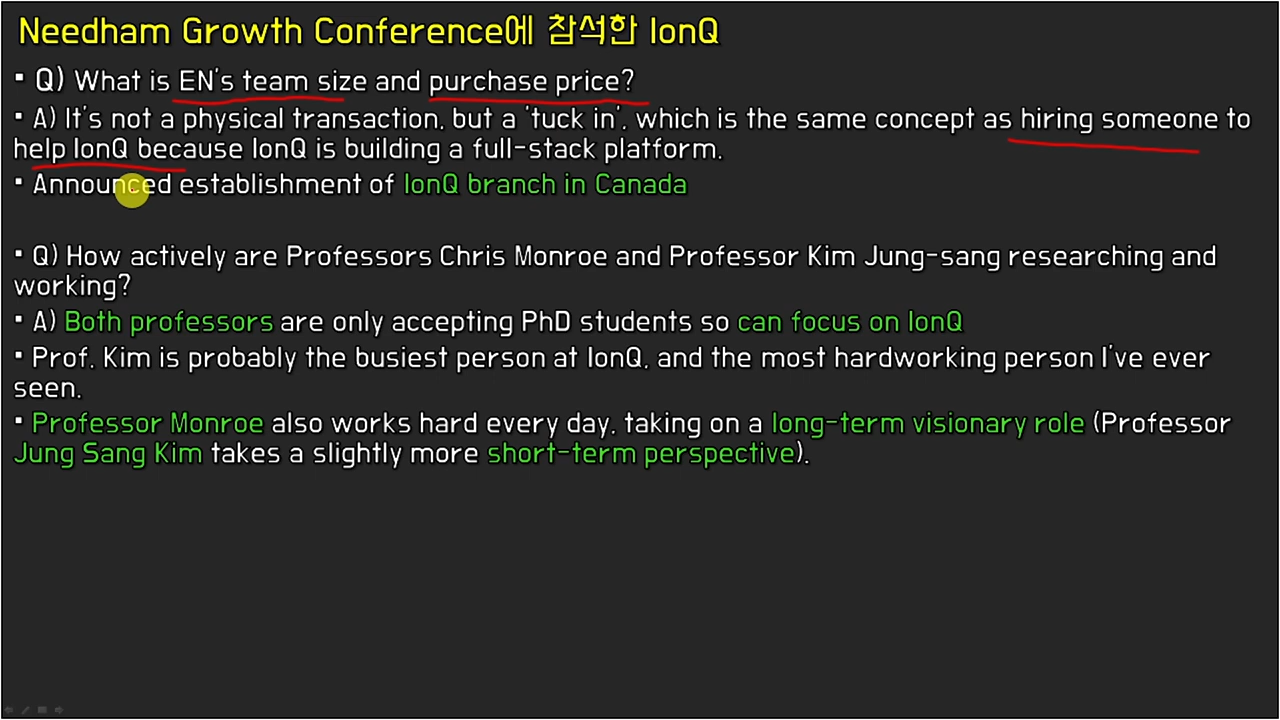 Needham Growth Conference에 참석한 IonQ
▪ Q) What is EN's team size and purchase price?
▪ A) It's not a physical transaction, but a 'tuck in', which is the same concept as hiring someone to
help IonQ because IonQ is building a full-stack platform.
▪ Announced establishment of IonQ branch in Canada
▪ Q) How actively are Professors Chris Monroe and Professor Kim Jung-sang researching and
working?
▪ A) Both professors are only accepting PhD students so can focus on IonQ
▪ Prof. Kim is probably the busiest person at IonQ, and the most hardworking person I've ever
seen.
▪ Professor Monroe also works hard every day, taking on a long-term visionary role (Professor
Jung Sang Kim takes a slightly more short-term perspective).